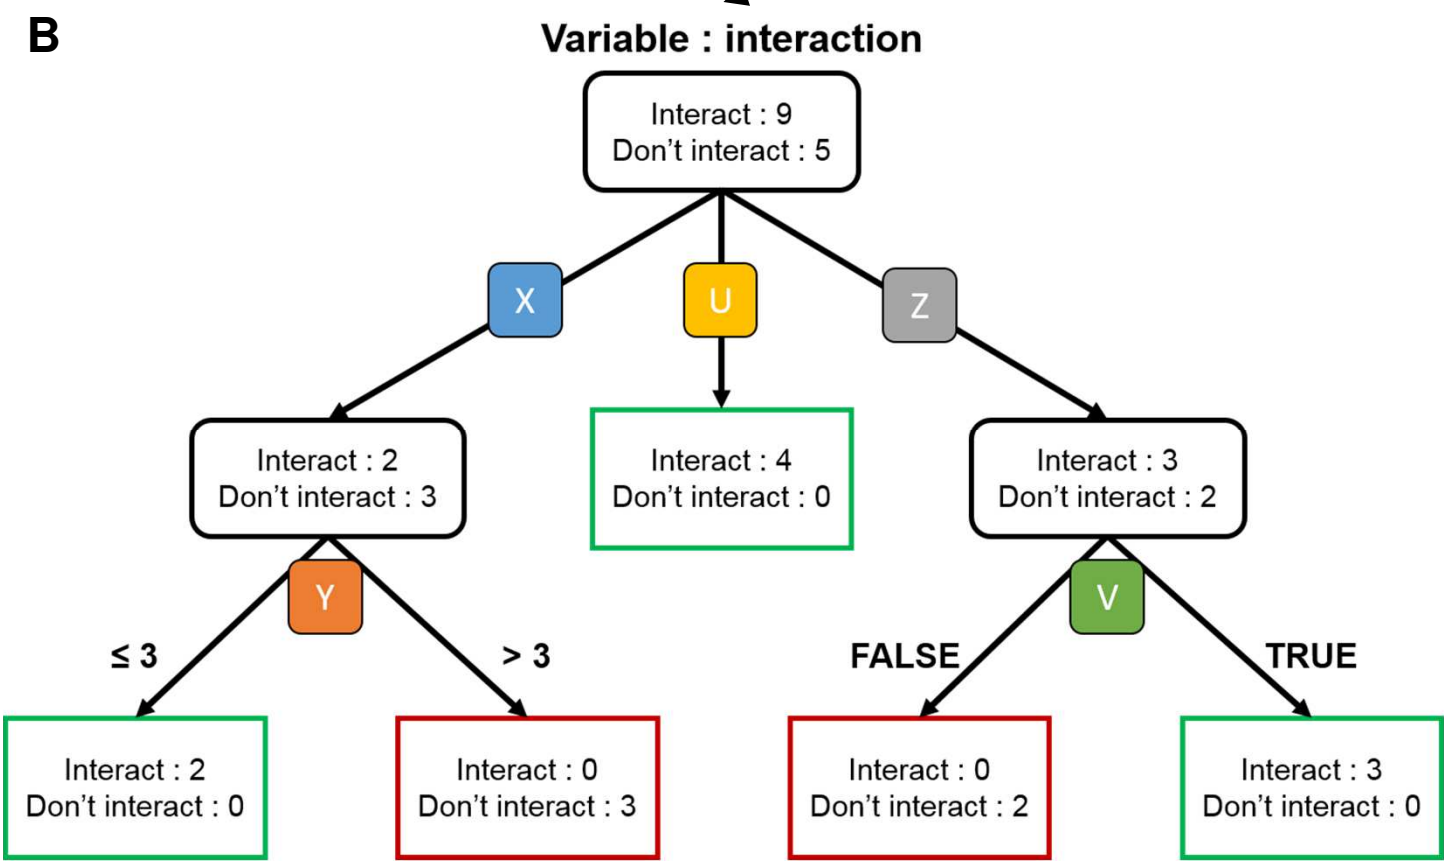 B
Variable : interaction
Interact : 9
Don't interact : 5
X
U
Z
Interact : 2
Don't interact : 3
Interact : 4
Don't interact : 0
Interact : 3
Don't interact : 2
Y
V
≤ 3
> 3
FALSE
TRUE
Interact : 2
Don't interact : 0
Interact : 0
Don't interact : 3
Interact : 0
Don't interact : 2
Interact : 3
Don't interact : 0